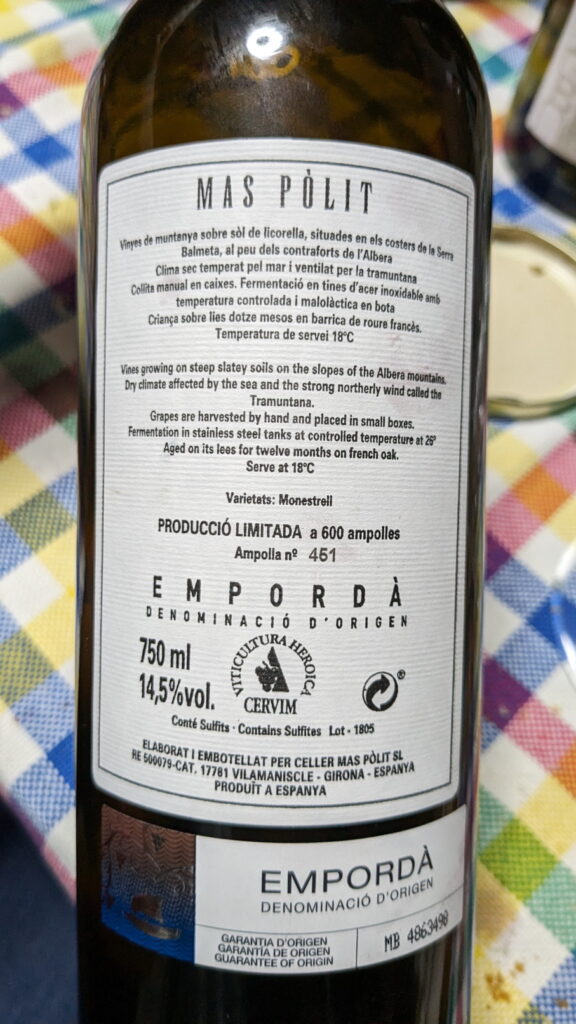 MAS PÒLIT
Vinyes de muntanya sobre sòl de licorella, situades en els costers de la Serra
Balmeta, al peu dels contraforts de l'Albera
Clima sec temperat pel mar i ventilat per la tramuntana
Collita manual en caixes. Fermentació en tines d'acer inoxidable amb
temperatura controlada i malolàctica en bota
Criança sobre lies dotze mesos en barrica de roure francès.
Temperatura de servei 18ºC
Vines growing on steep slatey soils on the slopes of the Albera mountains.
Dry climate affected by the sea and the strong northerly wind called the
Tramuntana.
Grapes are harvested by hand and placed in small boxes.
Fermentation in stainless steel tanks at controlled temperature at 26º
Aged on its lees for twelve months on french oak.
Serve at 18ºC
Varietats: Monestrell
PRODUCCIÓ LIMITADA a 600 ampolles
Ampolla nº 451
EMPORDÀ
DENOMINACIÓ D'ORIGEN
750 ml
14,5%vol.
VITICULTURA HEROICA
CERVIM
®
Conté Sulfits · Contains Sulfites Lot - 1805
ELABORAT I EMBOTELLAT PER CELLER MAS PÒLIT SL
RE 500079-CAT. 17781 VILAMANISCLE - GIRONA - ESPANYA
PRODUÏT A ESPANYA
EMPORDÀ
DENOMINACIÓ D'ORIGEN
GARANTIA D'ORIGEN
GARANTÍA DE ORIGEN
GUARANTEE OF ORIGIN
MB 4863498